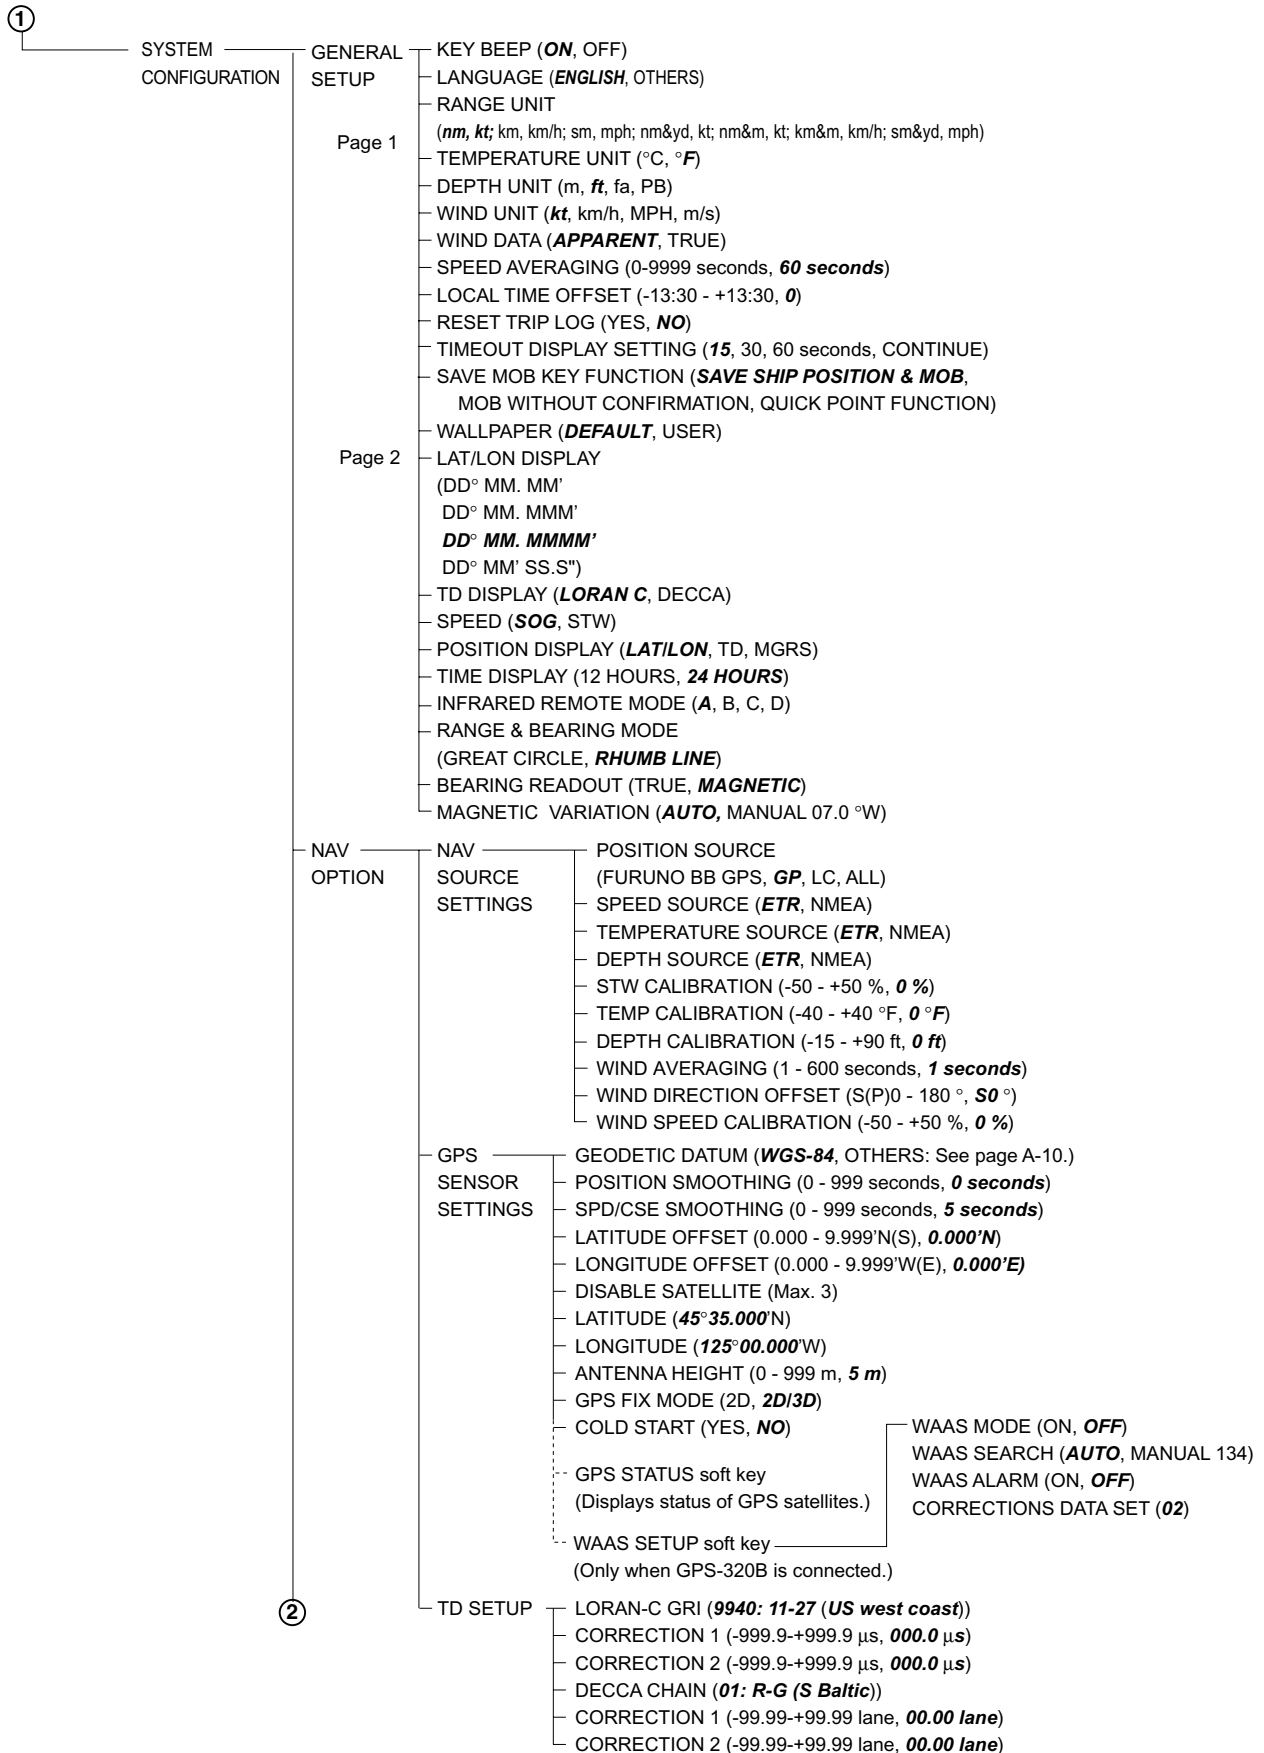 1
SYSTEM
CONFIGURATION
GENERAL
SETUP
Page 1
KEY BEEP (ON, OFF)
LANGUAGE (ENGLISH, OTHERS)
RANGE UNIT
(nm, kt; km, km/h; sm, mph; nm&yd, kt; nm&m, kt; km&m, km/h; sm&yd, mph)
TEMPERATURE UNIT (°C, °F)
DEPTH UNIT (m, ft, fa, PB)
WIND UNIT (kt, km/h, MPH, m/s)
WIND DATA (APPARENT, TRUE)
SPEED AVERAGING (0-9999 seconds, 60 seconds)
LOCAL TIME OFFSET (-13:30 - +13:30, 0)
RESET TRIP LOG (YES, NO)
TIMEOUT DISPLAY SETTING (15, 30, 60 seconds, CONTINUE)
SAVE MOB KEY FUNCTION (SAVE SHIP POSITION & MOB,
MOB WITHOUT CONFIRMATION, QUICK POINT FUNCTION)
WALLPAPER (DEFAULT, USER)
Page 2
LAT/LON DISPLAY
(DD° MM. MM’
DD° MM. MMM’
DD° MM. MMMM’
DD° MM’ SS.S")
TD DISPLAY (LORAN C, DECCA)
SPEED (SOG, STW)
POSITION DISPLAY (LAT/LON, TD, MGRS)
TIME DISPLAY (12 HOURS, 24 HOURS)
INFRARED REMOTE MODE (A, B, C, D)
RANGE & BEARING MODE
(GREAT CIRCLE, RHUMB LINE)
BEARING READOUT (TRUE, MAGNETIC)
MAGNETIC VARIATION (AUTO, MANUAL 07.0 °W)
NAV
OPTION
NAV
SOURCE
SETTINGS
POSITION SOURCE
(FURUNO BB GPS, GP, LC, ALL)
SPEED SOURCE (ETR, NMEA)
TEMPERATURE SOURCE (ETR, NMEA)
DEPTH SOURCE (ETR, NMEA)
STW CALIBRATION (-50 - +50 %, 0 %)
TEMP CALIBRATION (-40 - +40 °F, 0 °F)
DEPTH CALIBRATION (-15 - +90 ft, 0 ft)
WIND AVERAGING (1 - 600 seconds, 1 seconds)
WIND DIRECTION OFFSET (S(P)0 - 180 °, S0 °)
WIND SPEED CALIBRATION (-50 - +50 %, 0 %)
GPS
SENSOR
SETTINGS
GEODETIC DATUM (WGS-84, OTHERS: See page A-10.)
POSITION SMOOTHING (0 - 999 seconds, 0 seconds)
SPD/CSE SMOOTHING (0 - 999 seconds, 5 seconds)
LATITUDE OFFSET (0.000 - 9.999’N(S), 0.000’N)
LONGITUDE OFFSET (0.000 - 9.999’W(E), 0.000’E)
DISABLE SATELLITE (Max. 3)
LATITUDE (45°35.000’N)
LONGITUDE (125°00.000’W)
ANTENNA HEIGHT (0 - 999 m, 5 m)
GPS FIX MODE (2D, 2D/3D)
COLD START (YES, NO)
GPS STATUS soft key
(Displays status of GPS satellites.)
WAAS SETUP soft key
(Only when GPS-320B is connected.)
WAAS MODE (ON, OFF)
WAAS SEARCH (AUTO, MANUAL 134)
WAAS ALARM (ON, OFF)
CORRECTIONS DATA SET (02)
2
TD SETUP
LORAN-C GRI (9940: 11-27 (US west coast))
CORRECTION 1 (-999.9-+999.9 µs, 000.0 µs)
CORRECTION 2 (-999.9-+999.9 µs, 000.0 µs)
DECCA CHAIN (01: R-G (S Baltic))
CORRECTION 1 (-99.99-+99.99 lane, 00.00 lane)
CORRECTION 2 (-99.99-+99.99 lane, 00.00 lane)